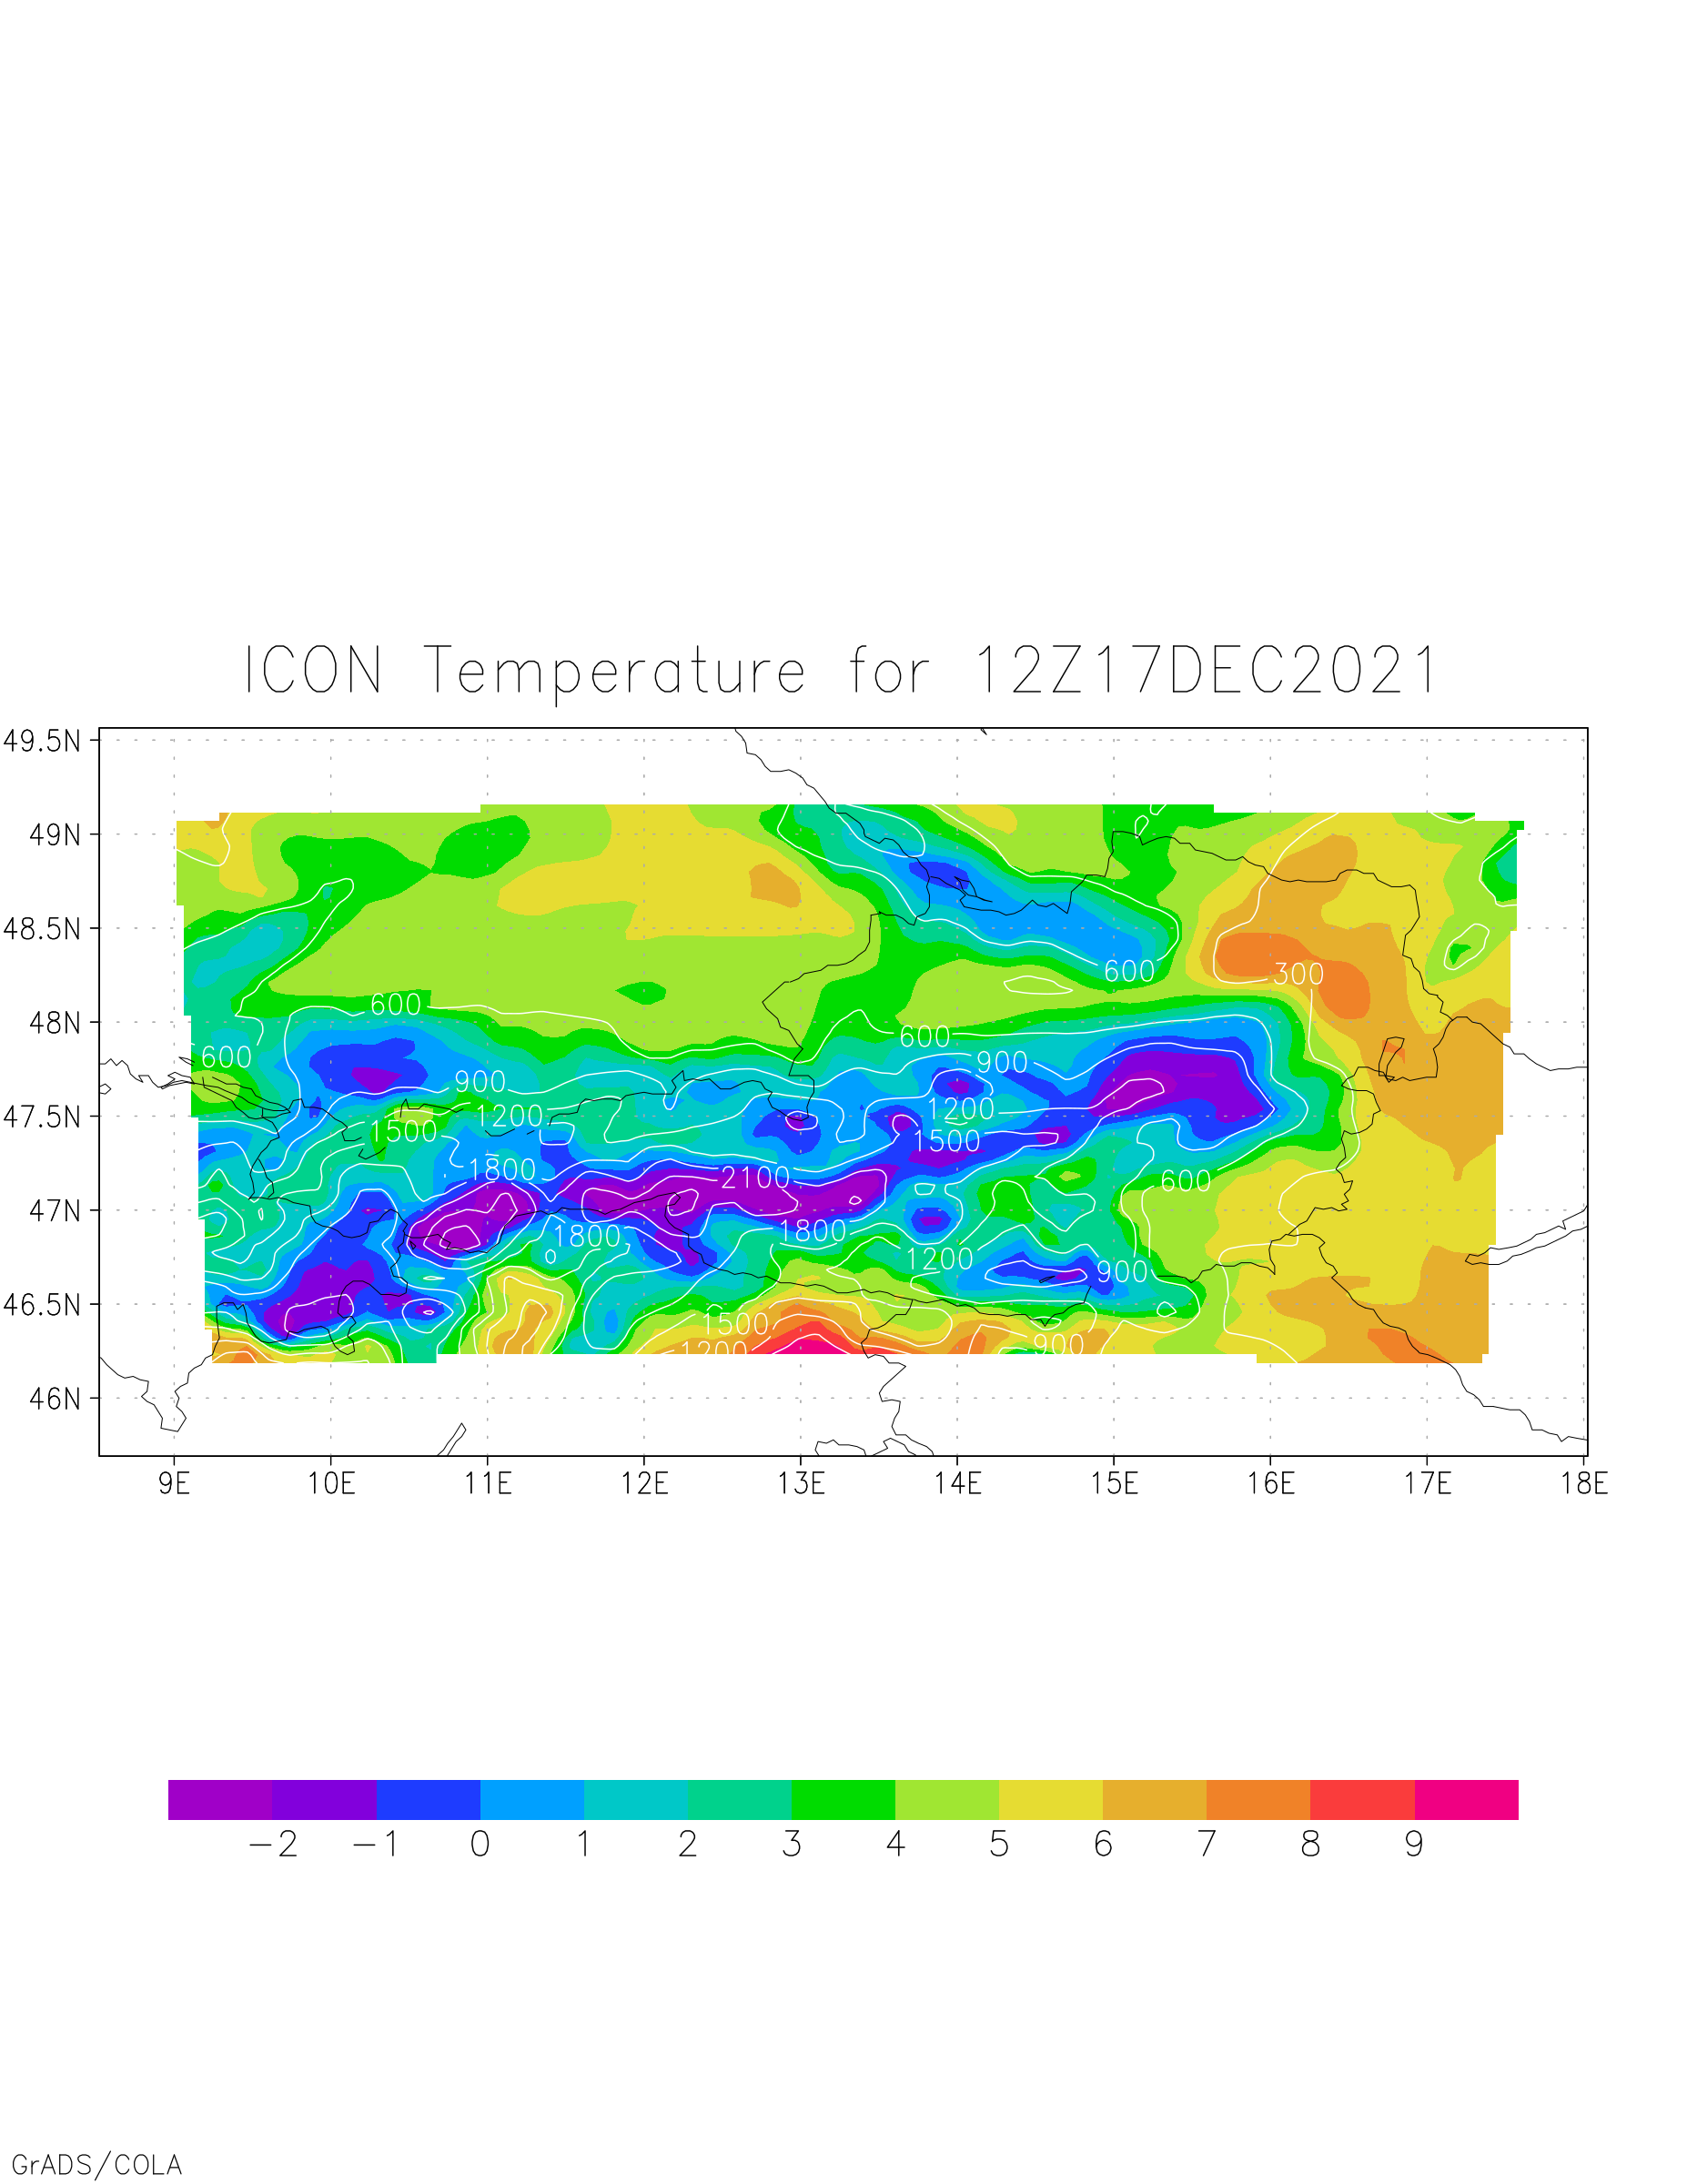 ICON Temperature for 12Z17DEC2021
49.5N
49N
48.5N
48N
47.5N
47N
46.5N
46N
600
300
600
600
600
900
900
1200
1200
1500
1500
1800
2100
600
1800
1800
1200
900
1500
1200
900
9E 10E 11E 12E 13E 14E 15E 16E 17E 18E
−2 −1 0 1 2 3 4 5 6 7 8 9
GrADS/COLA